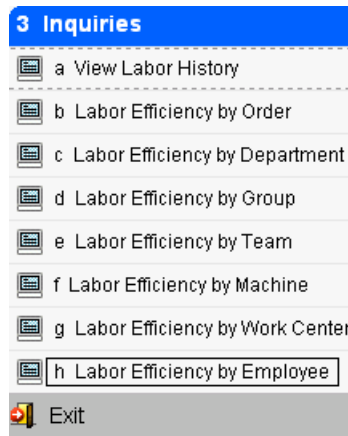 3 Inquiries
a View Labor History
b Labor Efficiency by Order
c Labor Efficiency by Department
d Labor Efficiency by Group
e Labor Efficiency by Team
f Labor Efficiency by Machine
g Labor Efficiency by Work Center
h Labor Efficiency by Employee
Exit